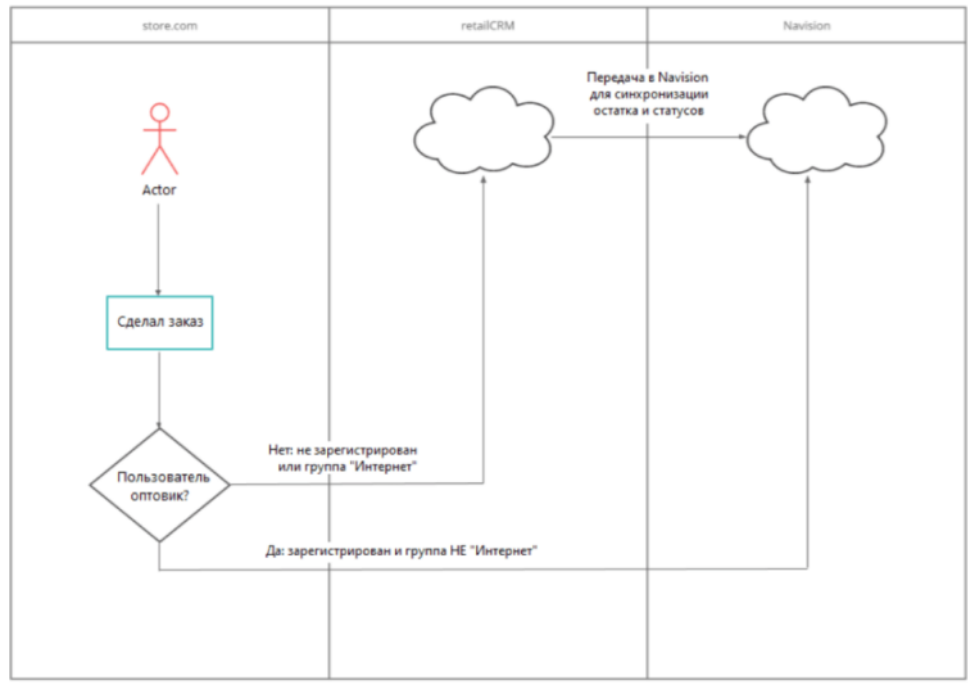 store.com
retailCRM
Navision
Передача в Navision
для синхронизации
остатка и статусов
Actor
Сделал заказ
Нет: не зарегистрирован
или группа "Интернет"
Пользователь
оптовик?
Да: зарегистрирован и группа НЕ "Интернет"